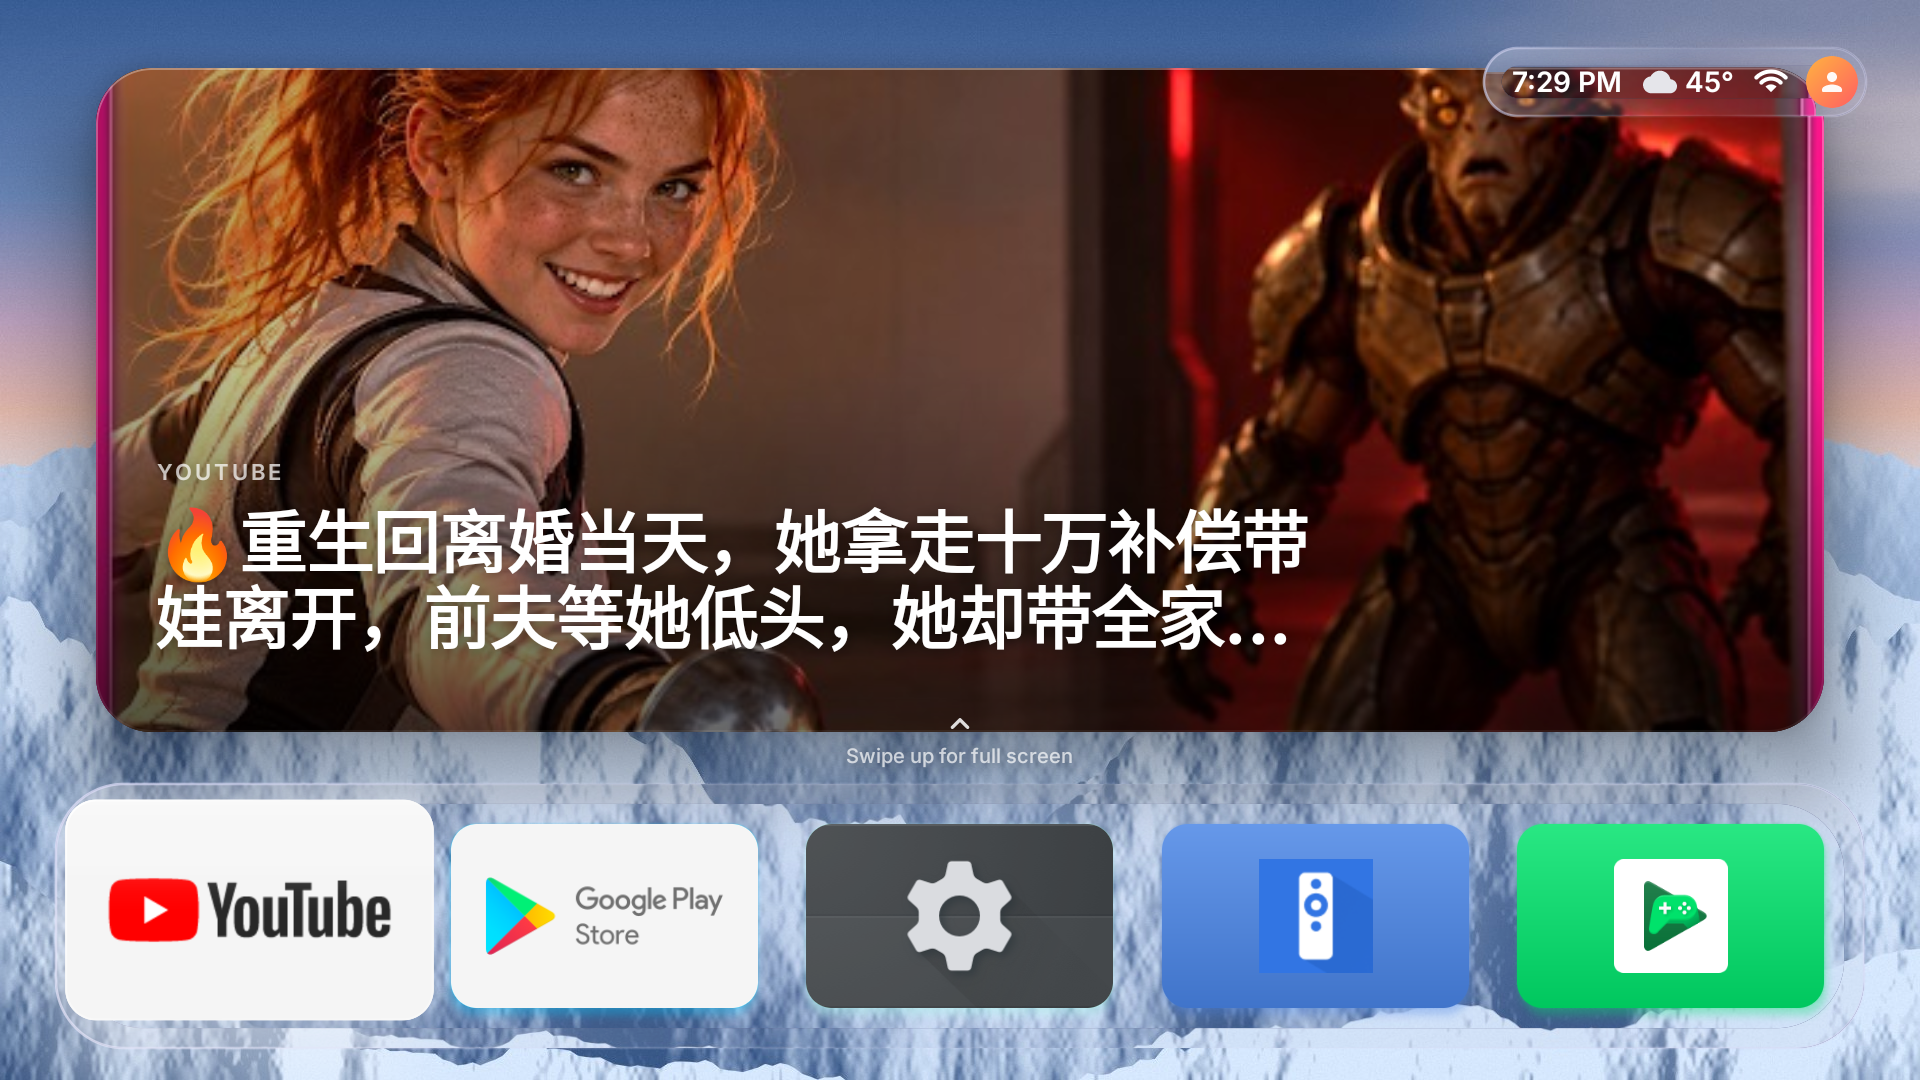 7:29 PM 45°
YOUTUBE
🔥重生回离婚当天，她拿走十万补偿带
娃离开，前夫等她低头，她却带全家...
Swipe up for full screen
YouTube
Google Play
Store